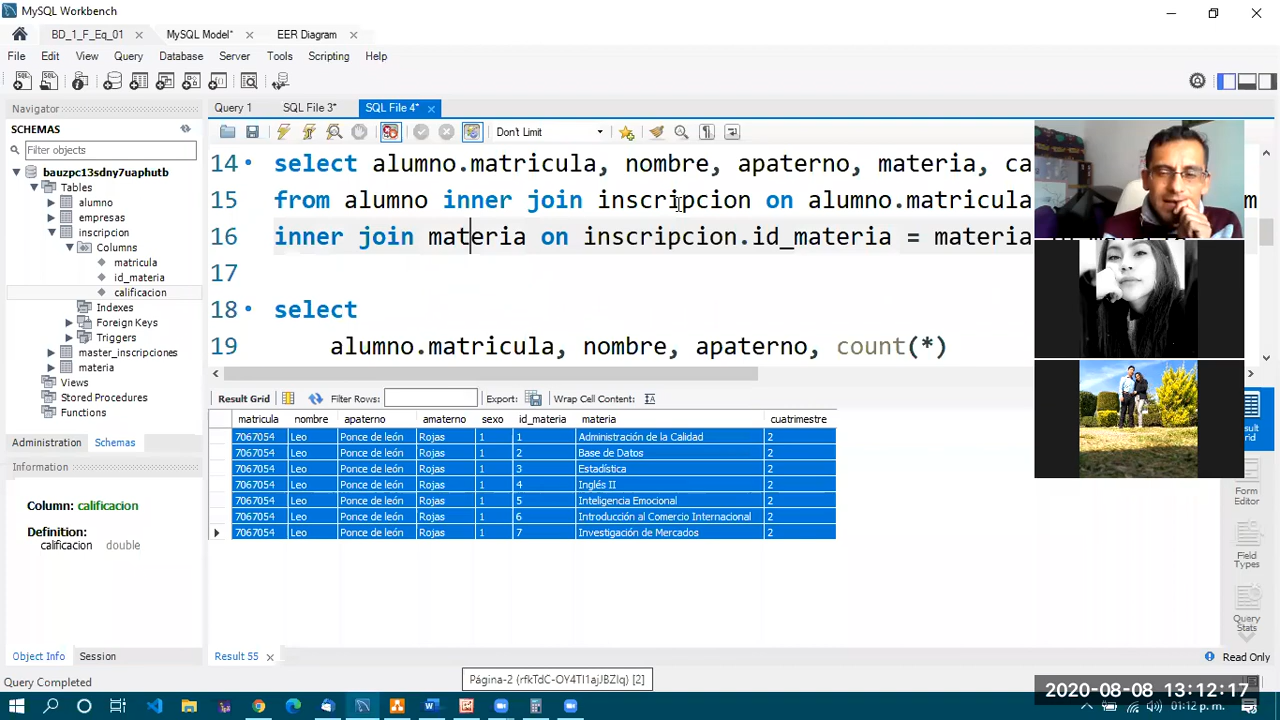 MySQL Workbench
BD_1_F_Eq_01 MySQL Model* EER Diagram
File Edit View Query Database Server Tools Scripting Help
Navigator Query 1 SQL File 3* SQL File 4*
SCHEMAS Don't Limit
Filter objects
bauzpc13sdny7uaphutb
Tables
alumno
empresas
inscripcion
Columns
matricula
id_materia
calificacion
Indexes
Foreign Keys
Triggers
master_inscripciones
materia
Views
Stored Procedures
Functions
Administration Schemas
Information
Column: calificacion
Definition:
calificacion double
Object Info Session
14 select alumno.matricula, nombre, apaterno, materia, ca
15 from alumno inner join inscripcion on alumno.matricula m
16 inner join materia on inscripcion.id_materia = materia
17
18 select
19 alumno.matricula, nombre, apaterno, count(*)
Result Grid Filter Rows: Export: Wrap Cell Content:
matricula nombre apaterno amaterno sexo id_materia materia cuatrimestre
7067054 Leo Ponce de león Rojas 1 1 Administración de la Calidad 2
7067054 Leo Ponce de león Rojas 1 2 Base de Datos 2
7067054 Leo Ponce de león Rojas 1 3 Estadística 2
7067054 Leo Ponce de león Rojas 1 4 Inglés II 2
7067054 Leo Ponce de león Rojas 1 5 Inteligencia Emocional 2
7067054 Leo Ponce de león Rojas 1 6 Introducción al Comercio Internacional 2
7067054 Leo Ponce de león Rojas 1 7 Investigación de Mercados 2
Grid
Form
Editor
Field
Types
Query
Stats
Result 55 Read Only
Query Completed
2020-08-08 13:12:17
01:12 p. m.